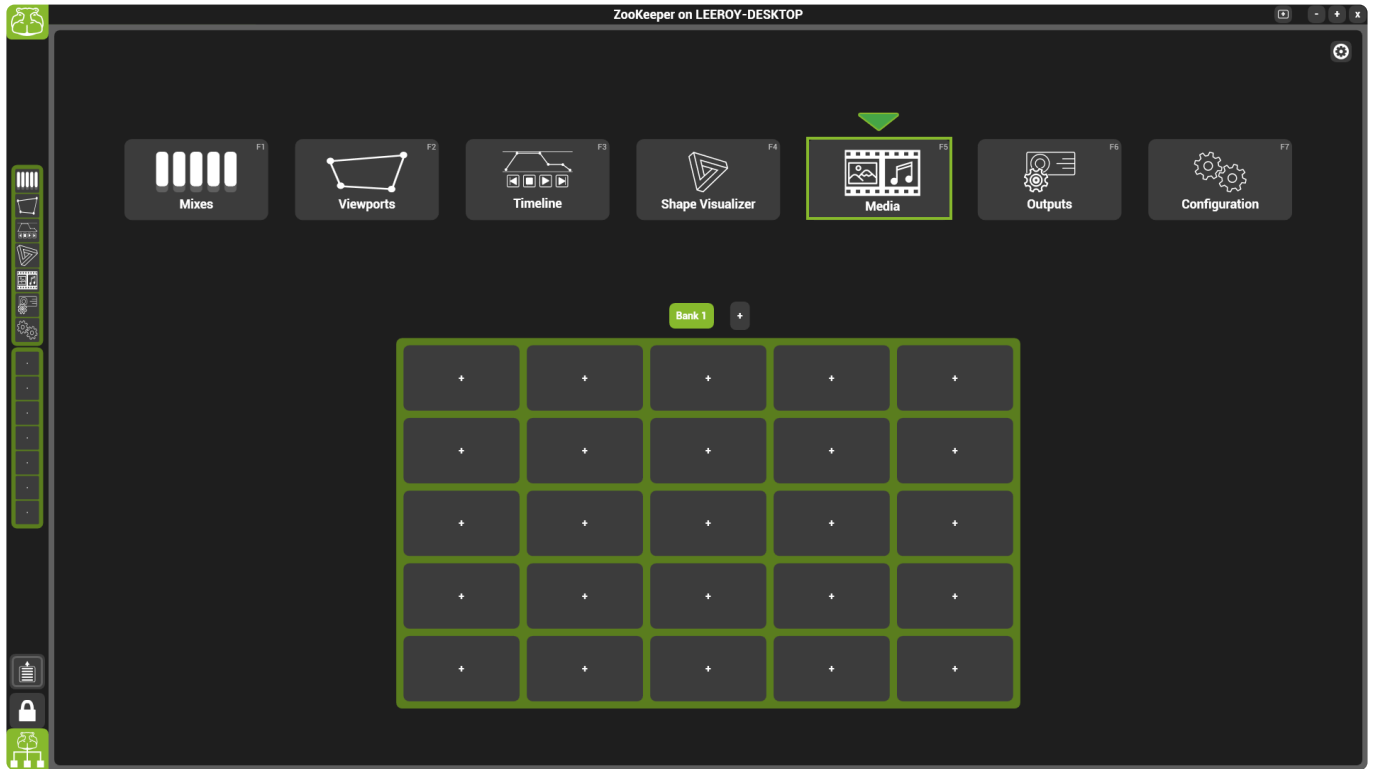 ZooKeeper on LEEROY-DESKTOP
- + x
F1 F2 F3 F4 F5 F6 F7
Mixes Viewports Timeline Shape Visualizer Media Outputs Configuration
Bank 1 +
+ + + + +
+ + + + +
+ + + + +
+ + + + +
+ + + + +